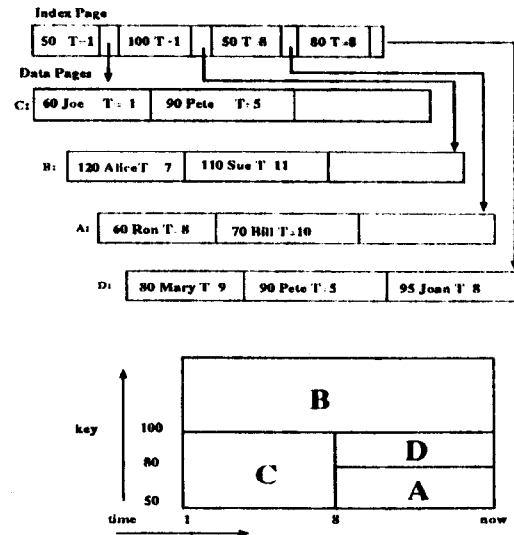 Index Page
50 T=1 100 T=1 50 T=8 80 T=8
Data Pages
C: 60 Joe T= 1 90 Pete T=5
B: 120 Alice T 7 110 Sue T 11
A: 60 Ron T=8 70 Bill T=10
D: 80 Mary T 9 90 Pete T=5 95 Joan T 8
B
key
100
D
80
C
A
50
time 1 8 now